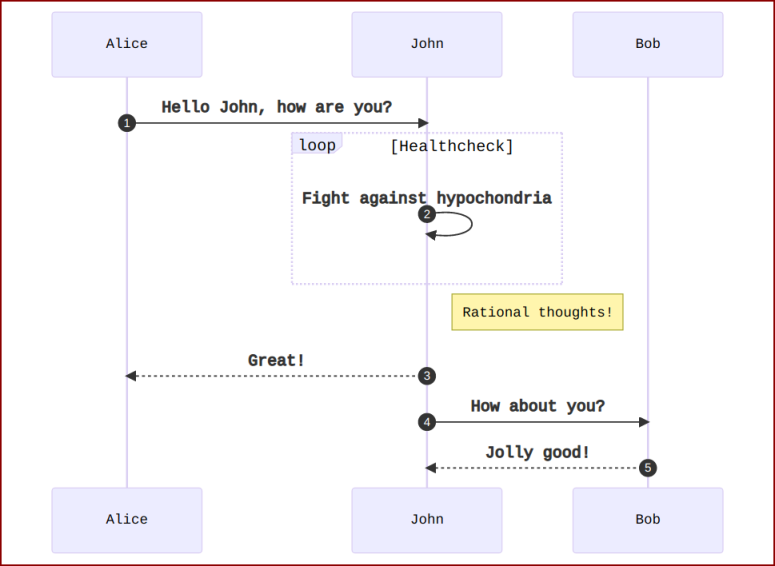 Alice
John
Bob
Hello John, how are you?
1
loop
[Healthcheck]
Fight against hypochondria
2
Rational thoughts!
Great!
3
How about you?
4
Jolly good!
5
Alice
John
Bob